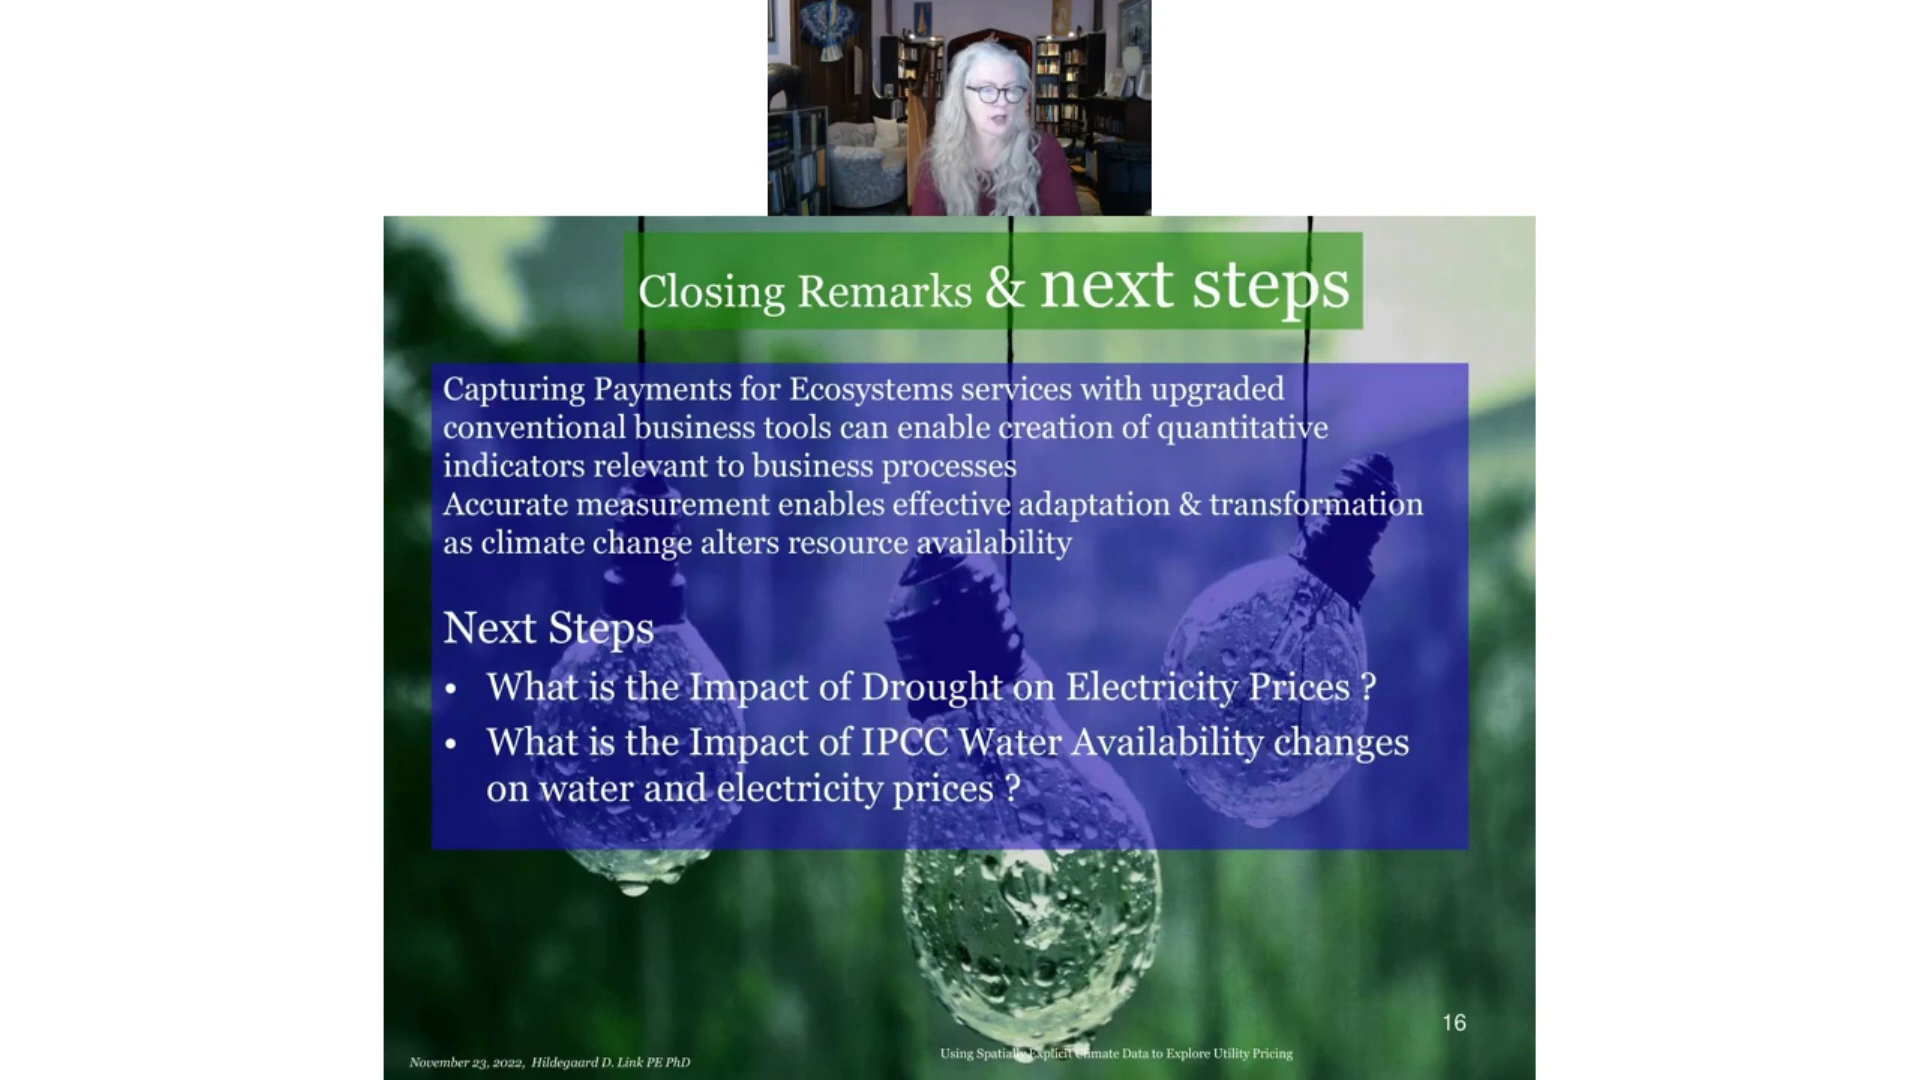 Closing Remarks & next steps
Capturing Payments for Ecosystems services with upgraded
conventional business tools can enable creation of quantitative
indicators relevant to business processes
Accurate measurement enables effective adaptation & transformation
as climate change alters resource availability
Next Steps
• What is the Impact of Drought on Electricity Prices ?
• What is the Impact of IPCC Water Availability changes
on water and electricity prices ?
16
November 23, 2022, Hildegaard D. Link PE PhD
Using Spatially Explicit Climate Data to Explore Utility Pricing